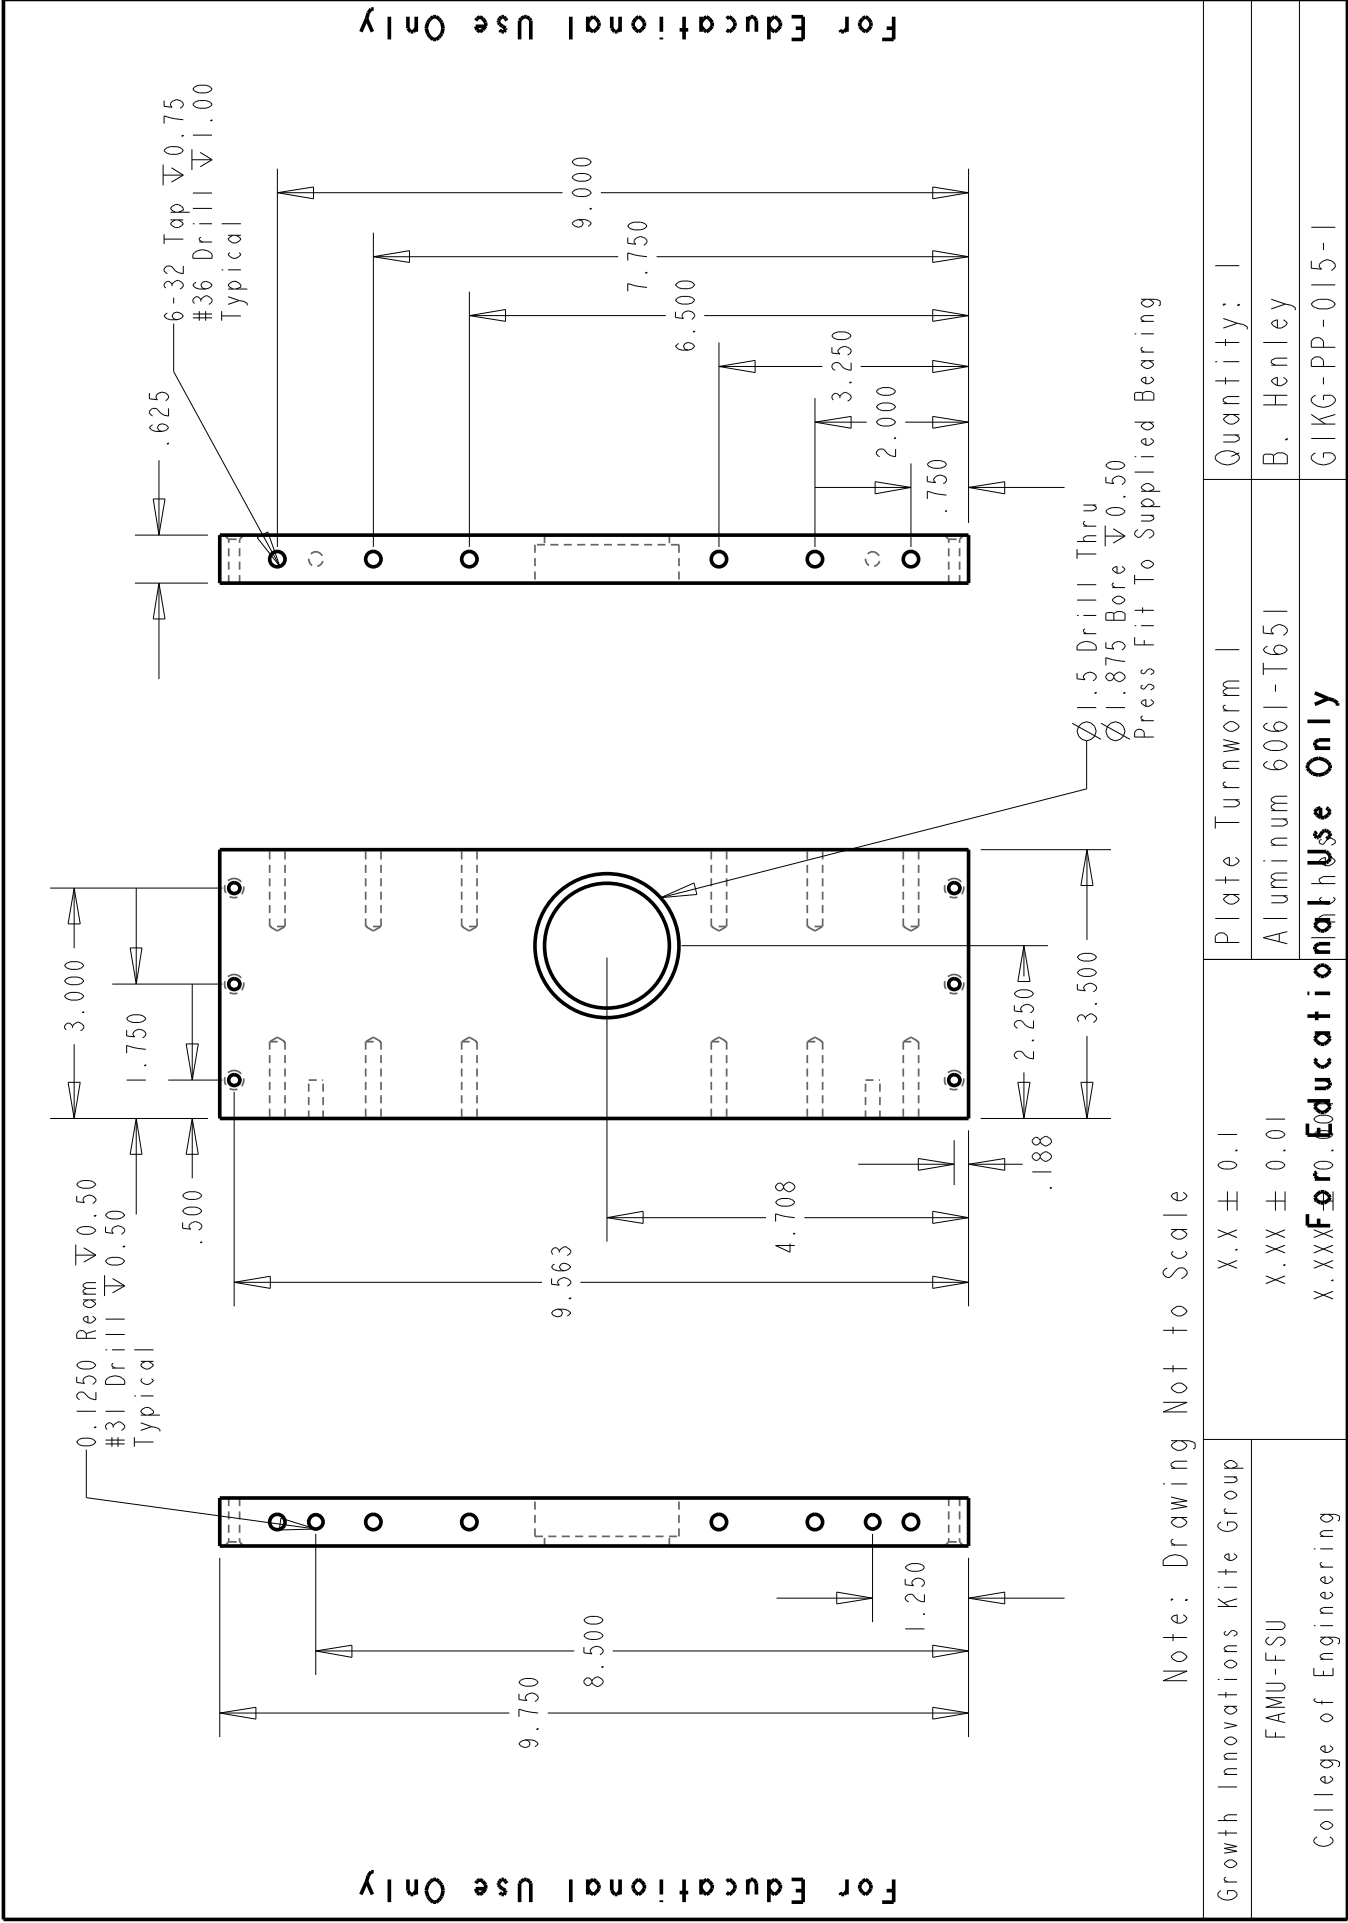 For Educational Use Only
0.1250 Ream ↧0.50
#31 Drill ↧0.50
Typical
6-32 Tap ↧0.75
#36 Drill ↧1.00
Typical
.625
3.000
1.750
.500
9.750
8.500
1.250
9.563
4.708
.188
2.250
3.500
9.000
7.750
6.500
3.250
2.000
.750
Ø1.5 Drill Thru
Ø1.875 Bore ↧0.50
Press Fit To Supplied Bearing
Note: Drawing Not to Scale
Growth Innovations Kite Group
FAMU-FSU
College of Engineering
X.X ± 0.1
X.XX ± 0.01
X.XXX
Plate Turnworm 1
Aluminum 6061-T651
Quantity: 1
B. Henley
GIKG-PP-015-1
For Educational Use Only
For Educational Use Only